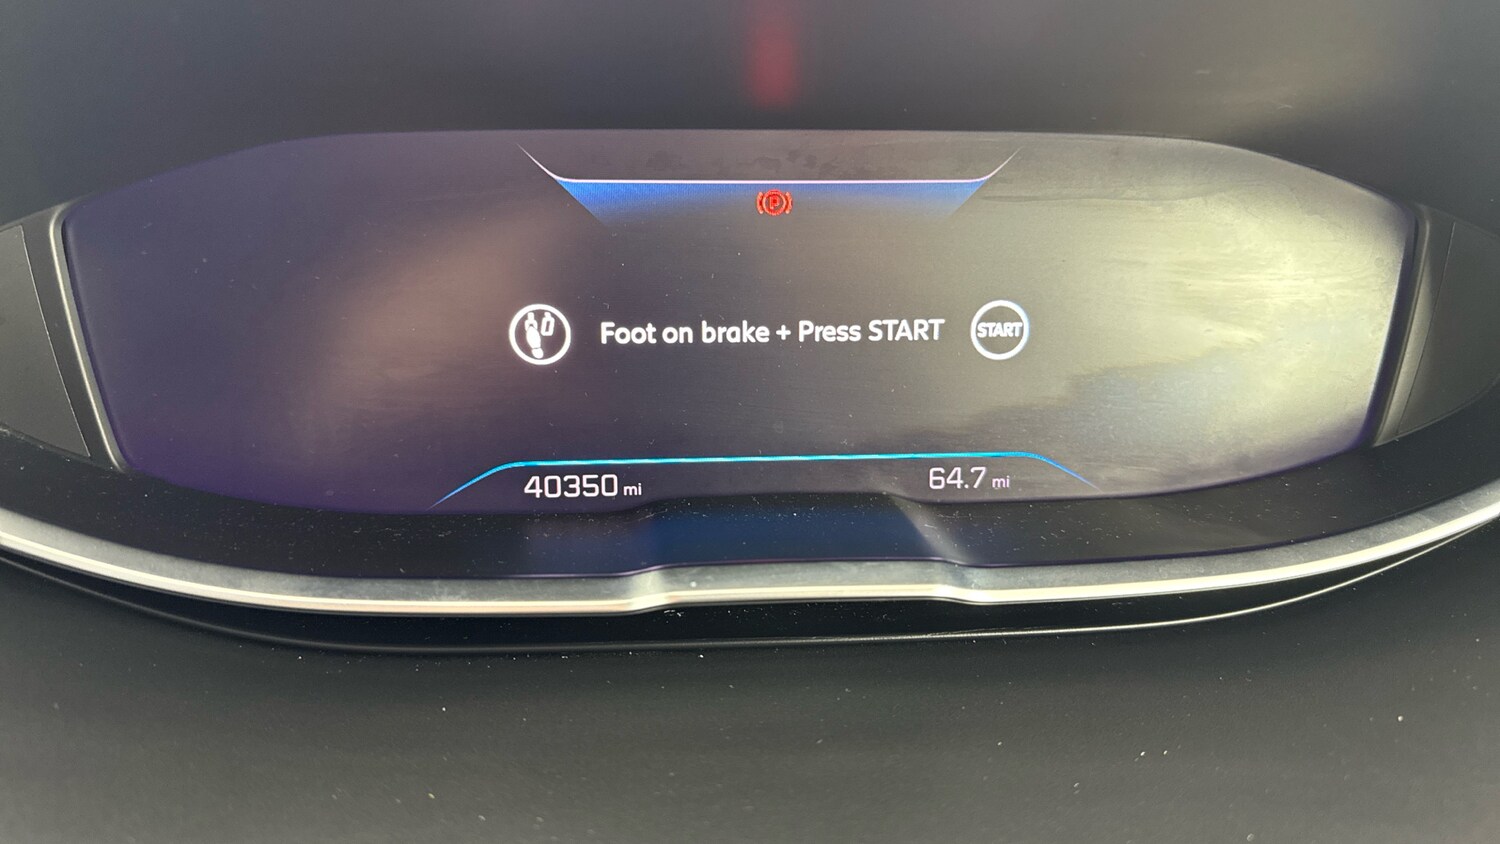 P
Foot on brake + Press START
START
40350 mi
64.7 mi